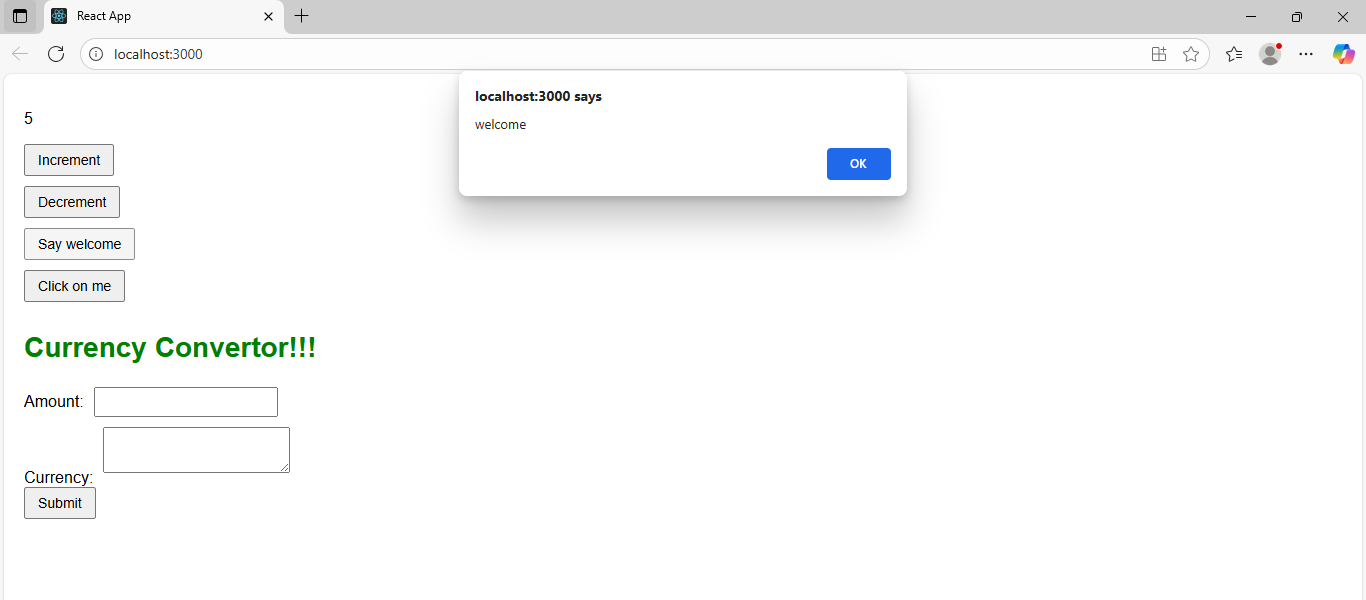 React App
localhost:3000
localhost:3000 says
welcome
OK
5
Increment
Decrement
Say welcome
Click on me
Currency Convertor!!!
Amount:
Currency:
Submit